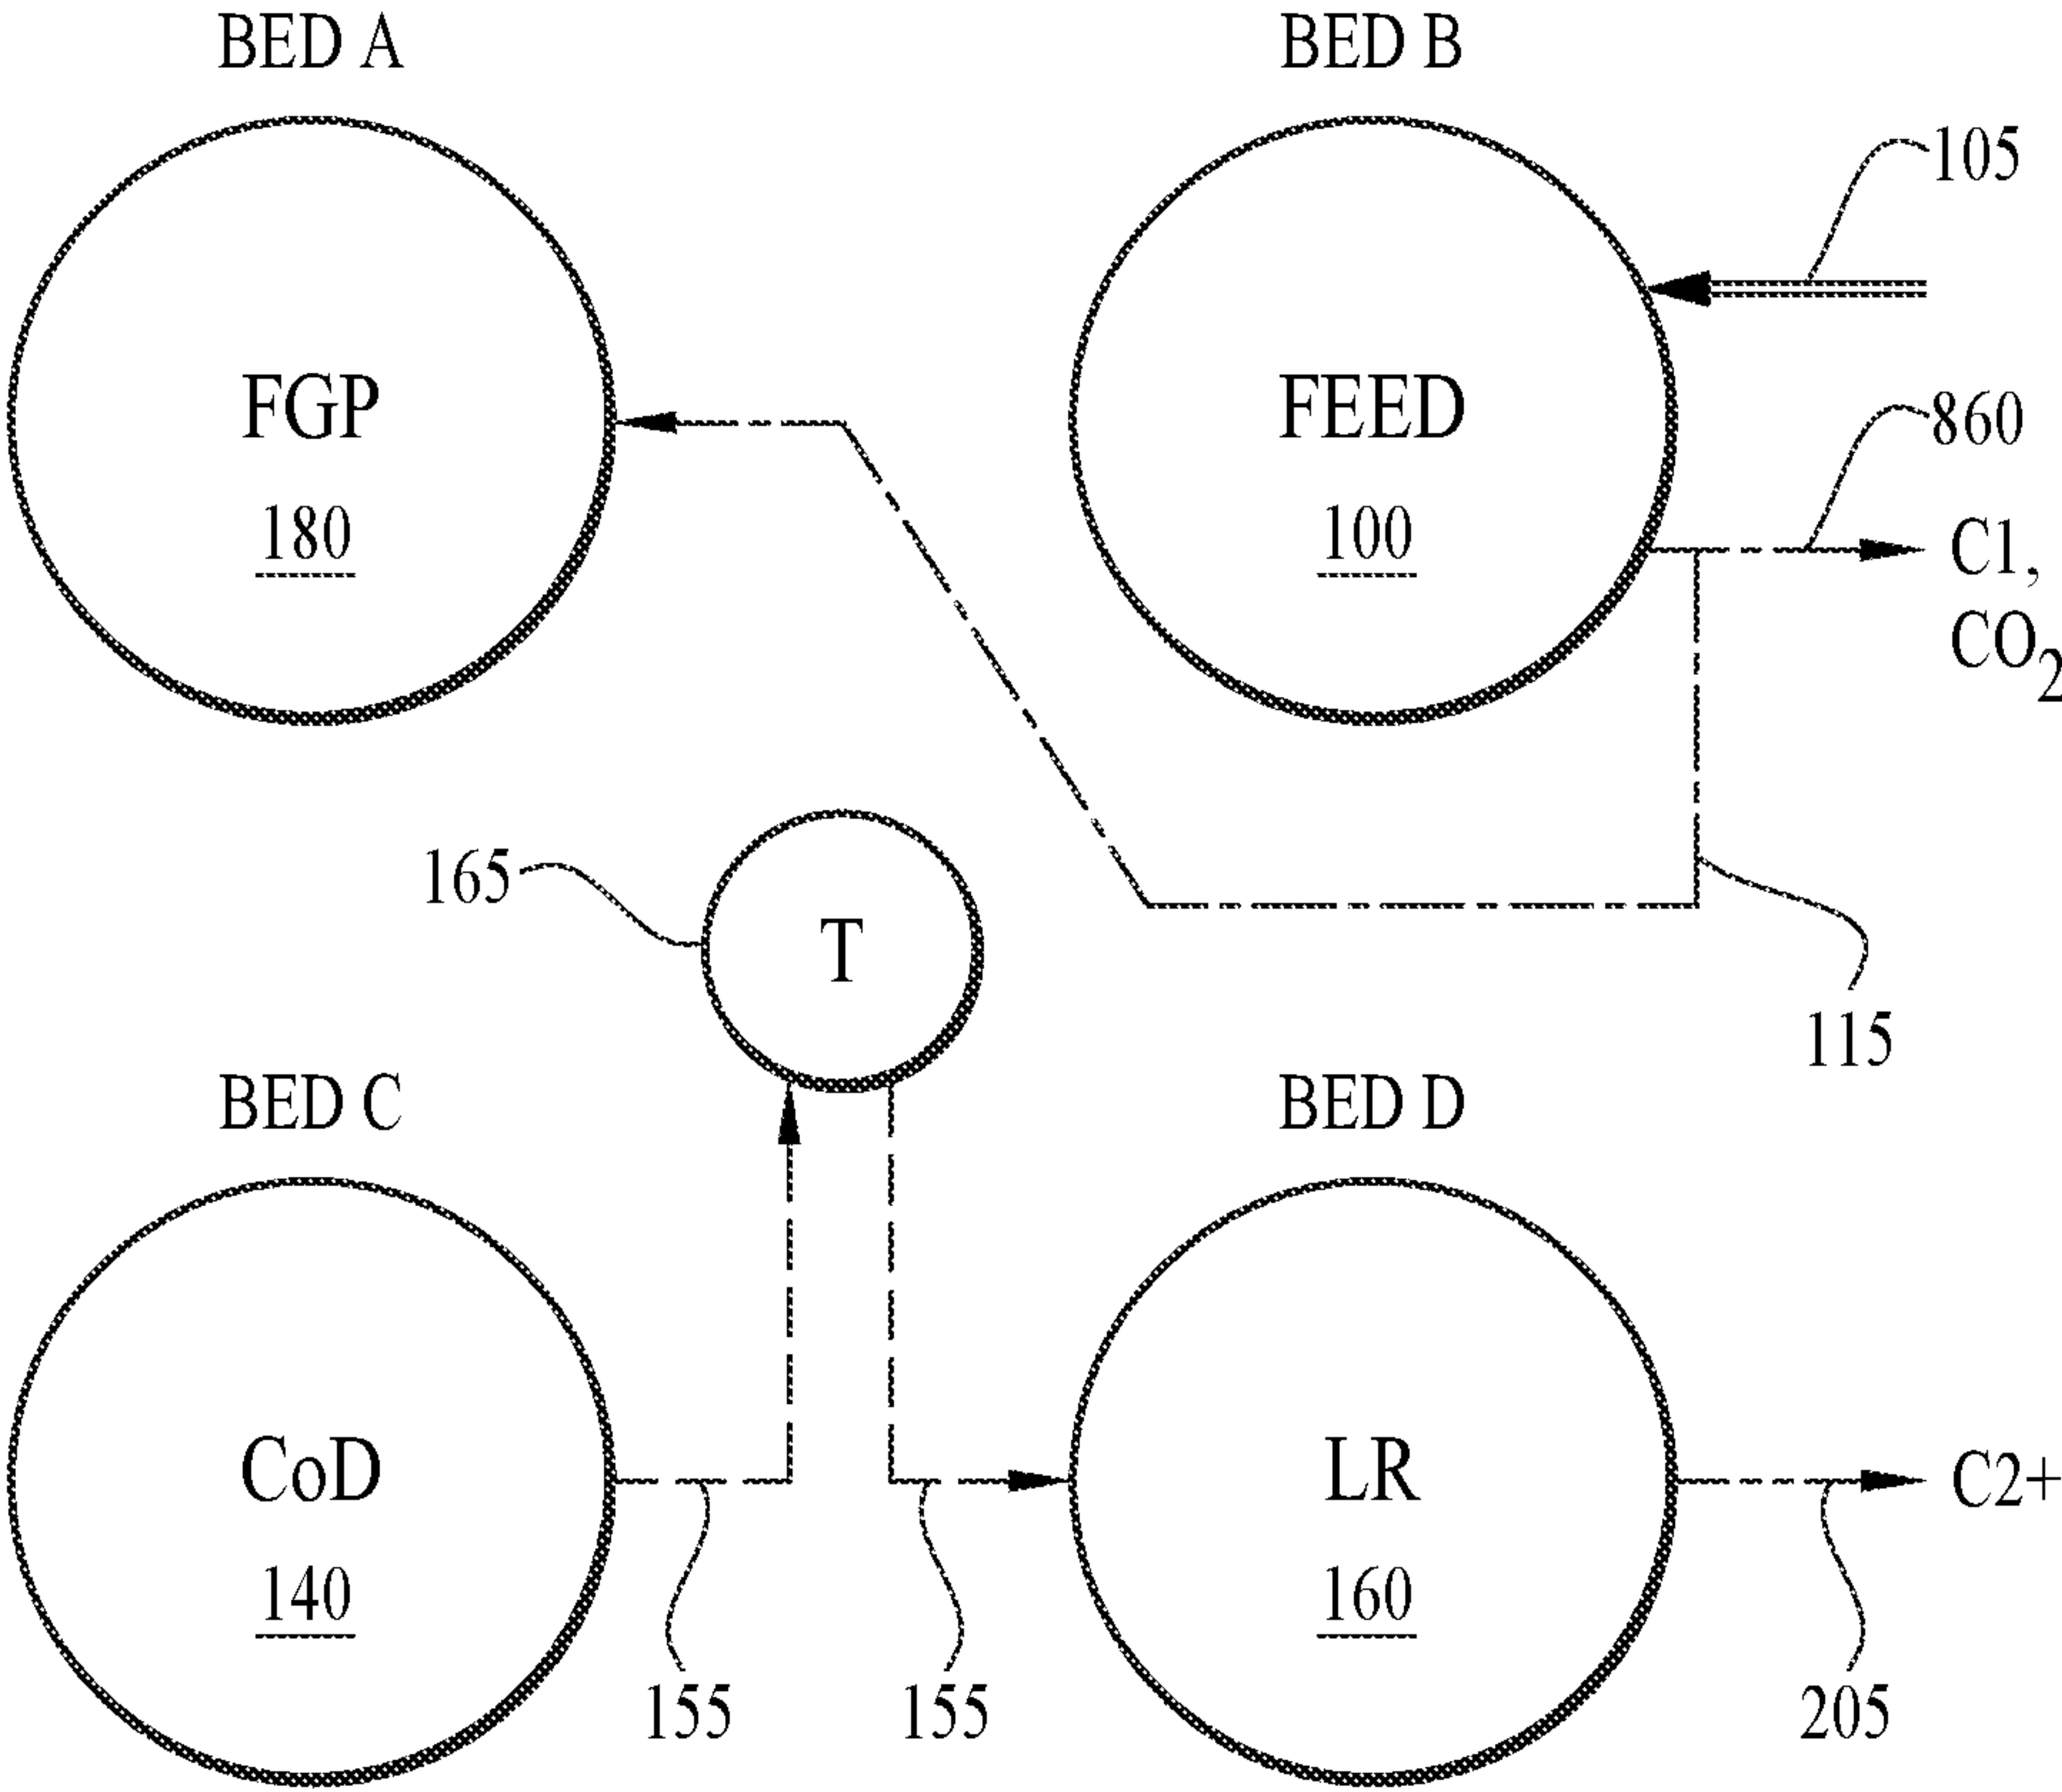 BED A
BED B
105
FGP
180
FEED
100
860
C1,
CO2
165
T
115
BED C
BED D
CoD
140
LR
160
C2+
155
155
205